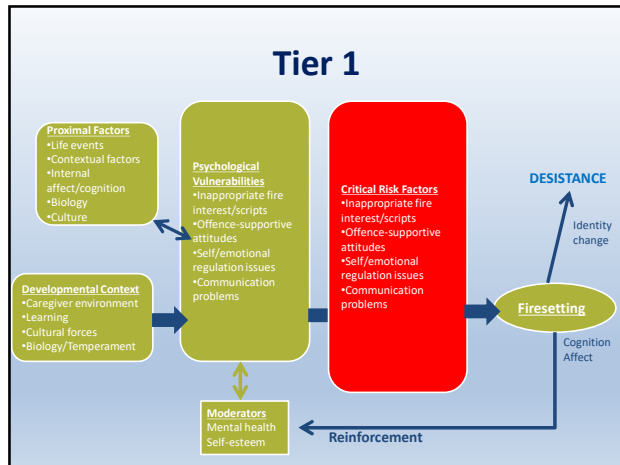 Tier 1
Proximal Factors
•Life events
•Contextual factors
•Internal
affect/cognition
•Biology
•Culture
Developmental Context
•Caregiver environment
•Learning
•Cultural forces
•Biology/Temperament
Psychological
Vulnerabilities
•Inappropriate fire
interest/scripts
•Offence-supportive
attitudes
•Self/emotional
regulation issues
•Communication
problems
Moderators
Mental health
Self-esteem
Critical Risk Factors
•Inappropriate fire
interest/scripts
•Offence-supportive
attitudes
•Self/emotional
regulation issues
•Communication
problems
DESISTANCE
Identity
change
Firesetting
Cognition
Affect
Reinforcement